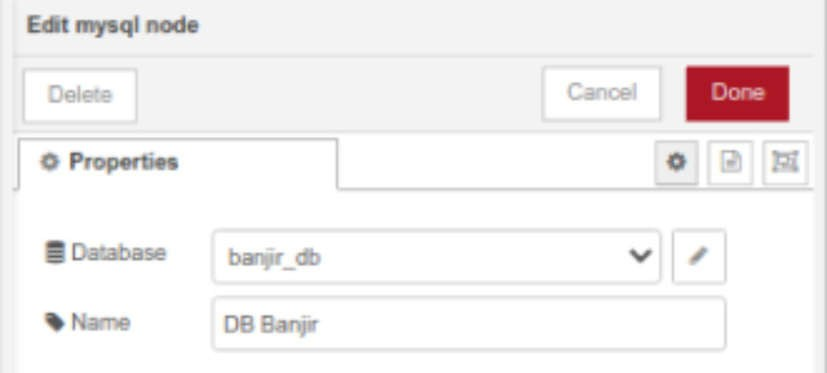 Edit mysql node
Delete Cancel Done
Properties
Database banjir_db
Name DB Banjir